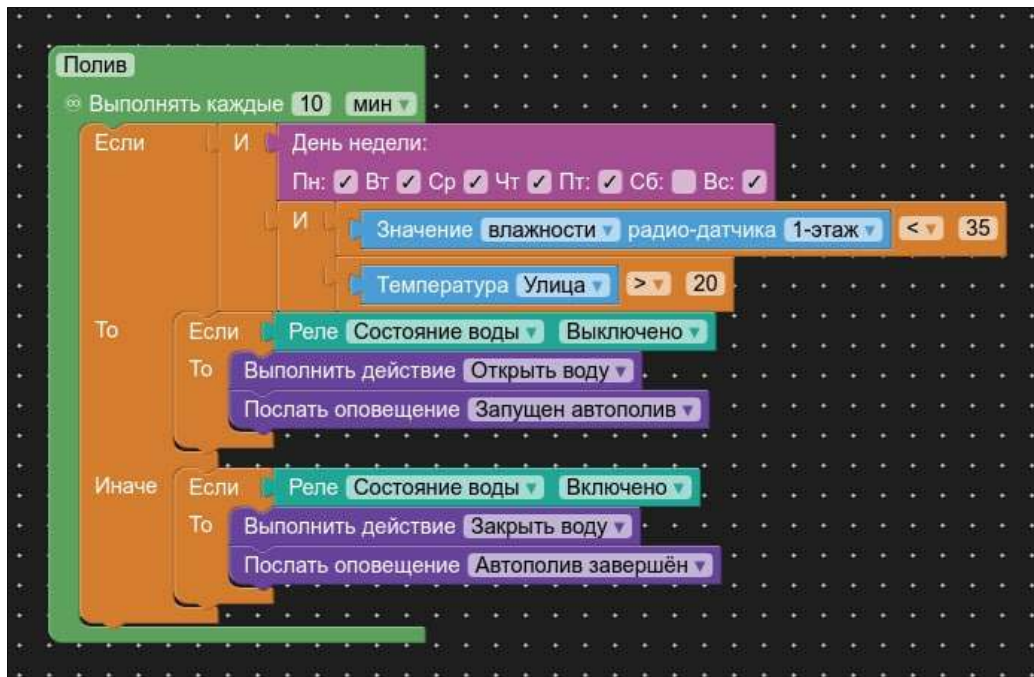 Полив
Выполнять каждые 10 мин
Если И День недели:
Пн: Вт Ср Чт Пт: Сб: Вс:
И Значение влажности радио-датчика 1-этаж < 35
Температура Улица > 20
То Если Реле Состояние воды Выключено
То Выполнить действие Открыть воду
Послать оповещение Запущен автополив
Иначе Если Реле Состояние воды Включено
То Выполнить действие Закрыть воду
Послать оповещение Автополив завершён